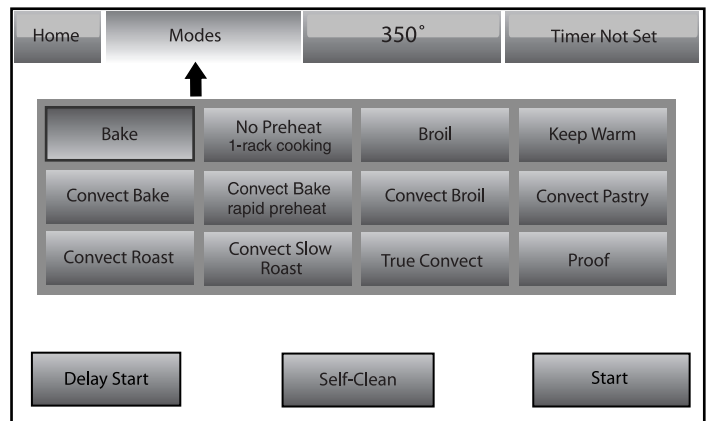 Home Modes 350° Timer Not Set
Bake No Preheat Broil Keep Warm
1-rack cooking
Convect Bake Convect Bake Convect Broil Convect Pastry
rapid preheat
Convect Roast Convect Slow True Convect Proof
Roast
Delay Start Self-Clean Start